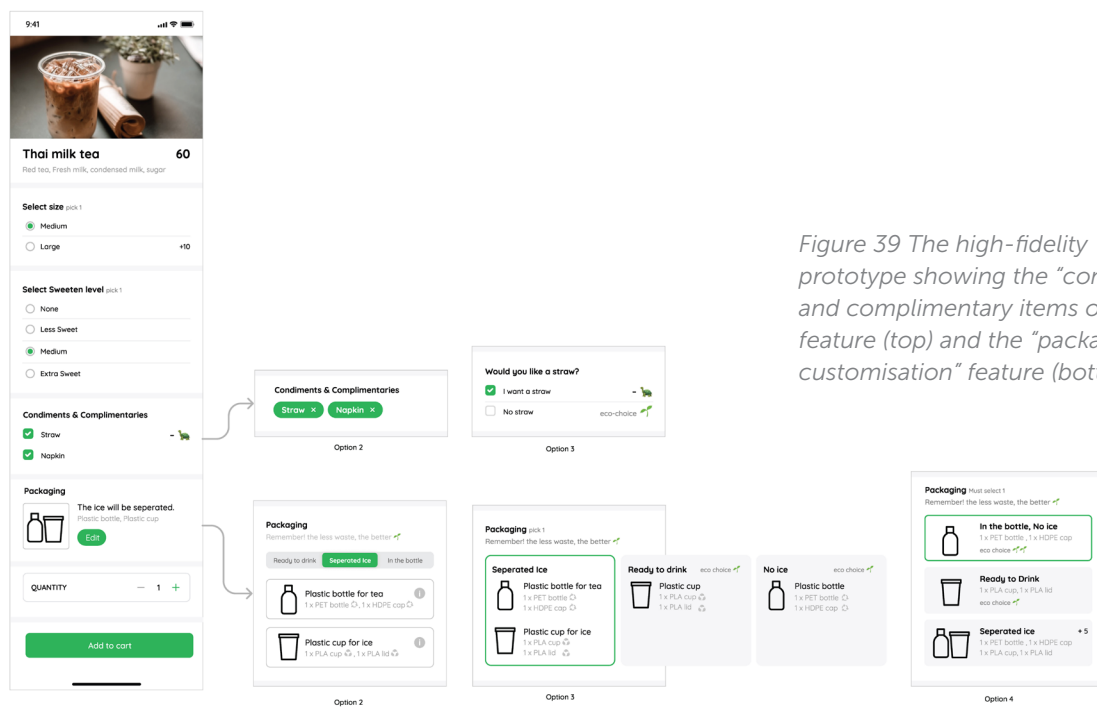 9:41
Thai milk tea 60
Red tea, Fresh milk, condensed milk, sugar
Select size pick 1
Medium
Large +10
Select Sweeten level pick 1
None
Less Sweet
Medium
Extra Sweet
Condiments & Complimentaries
Straw -
Napkin
Packaging
The ice will be seperated.
Plastic bottle, Plastic cup
Edit
QUANTITY — 1 +
Add to cart
Condiments & Complimentaries
Straw × Napkin ×
Option 2
Would you like a straw?
I want a straw -
No straw eco-choice
Option 3
Packaging
Remember! the less waste, the better
Ready to drink Seperated Ice In the bottle
Plastic bottle for tea
1 x PET bottle , 1 x HDPE cap
Plastic cup for ice
1 x PLA cup , 1 x PLA lid
Option 2
Packaging pick 1
Remember! the less waste, the better
Seperated Ice
Plastic bottle for tea
1 x PET bottle
1 x HDPE cap
Plastic cup for ice
1 x PLA cup
1 x PLA lid
Ready to drink eco choice
Plastic cup
1 x PLA cup
1 x PLA lid
No ice eco choice
Plastic bottle
1 x PET bottle
1 x HDPE cap
Option 3
Figure 39 The high-fidelity
prototype showing the "con
and complimentary items o
feature (top) and the "packa
customisation" feature (bot
Packaging Must select 1
Remember! the less waste, the better
In the bottle, No ice
1 x PET bottle , 1 x HDPE cap
eco choice
Ready to Drink
1 x PLA cup, 1 x PLA lid
eco choice
Seperated ice + 5
1 x PET bottle , 1 x HDPE cap
1 x PLA cup, 1 x PLA lid
Option 4